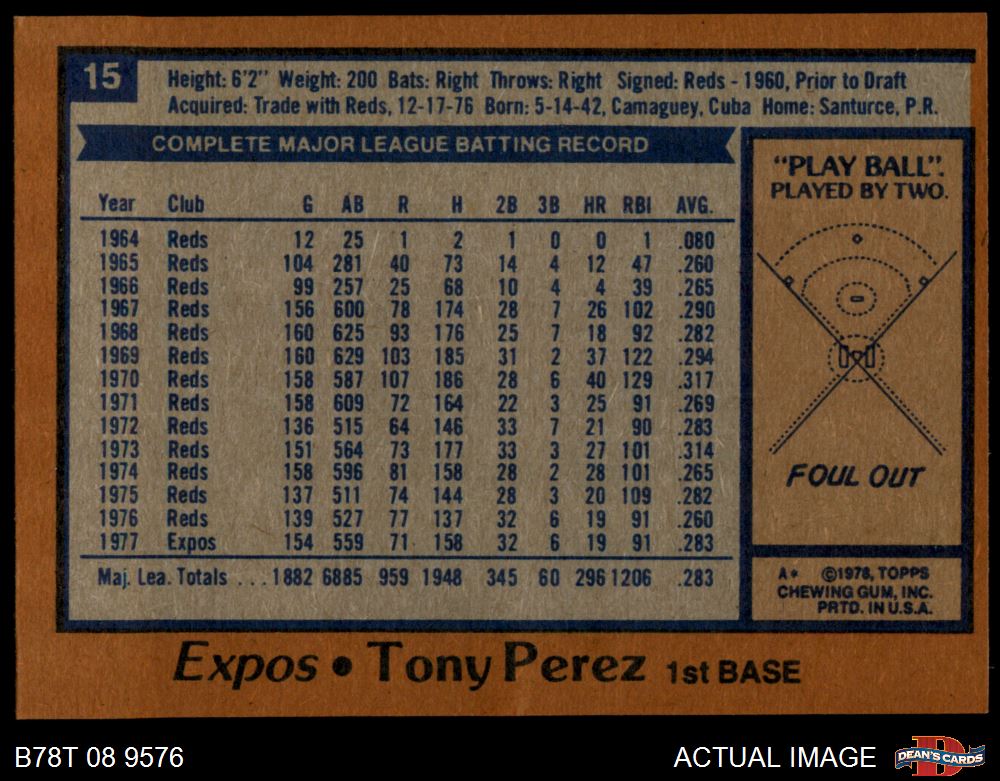 15
Height: 6'2" Weight: 200 Bats: Right Throws: Right Signed: Reds - 1960, Prior to Draft
Acquired: Trade with Reds, 12-17-76 Born: 5-14-42, Camaguey, Cuba Home: Santurce, P.R.
COMPLETE MAJOR LEAGUE BATTING RECORD
Year Club G AB R H 2B 3B HR RBI AVG.
1964 Reds 12 25 1 2 1 0 0 1 .080
1965 Reds 104 281 40 73 14 4 12 47 .260
1966 Reds 99 257 25 68 10 4 4 39 .265
1967 Reds 156 600 78 174 28 7 26 102 .290
1968 Reds 160 625 93 176 25 7 18 92 .282
1969 Reds 160 629 103 185 31 2 37 122 .294
1970 Reds 158 587 107 186 28 6 40 129 .317
1971 Reds 158 609 72 164 22 3 25 91 .269
1972 Reds 136 515 64 146 33 7 21 90 .283
1973 Reds 151 564 73 177 33 3 27 101 .314
1974 Reds 158 596 81 158 28 2 28 101 .265
1975 Reds 137 511 74 144 28 3 20 109 .282
1976 Reds 139 527 77 137 32 6 19 91 .260
1977 Expos 154 559 71 158 32 6 19 91 .283
Maj. Lea. Totals ... 1882 6885 959 1948 345 60 296 1206 .283
"PLAY BALL".
PLAYED BY TWO.
FOUL OUT
A* ©1978, TOPPS
CHEWING GUM, INC.
PRTD. IN U.S.A.
Expos • Tony Perez 1st BASE
B78T 08 9576
ACTUAL IMAGE
D
DEAN'S CARDS